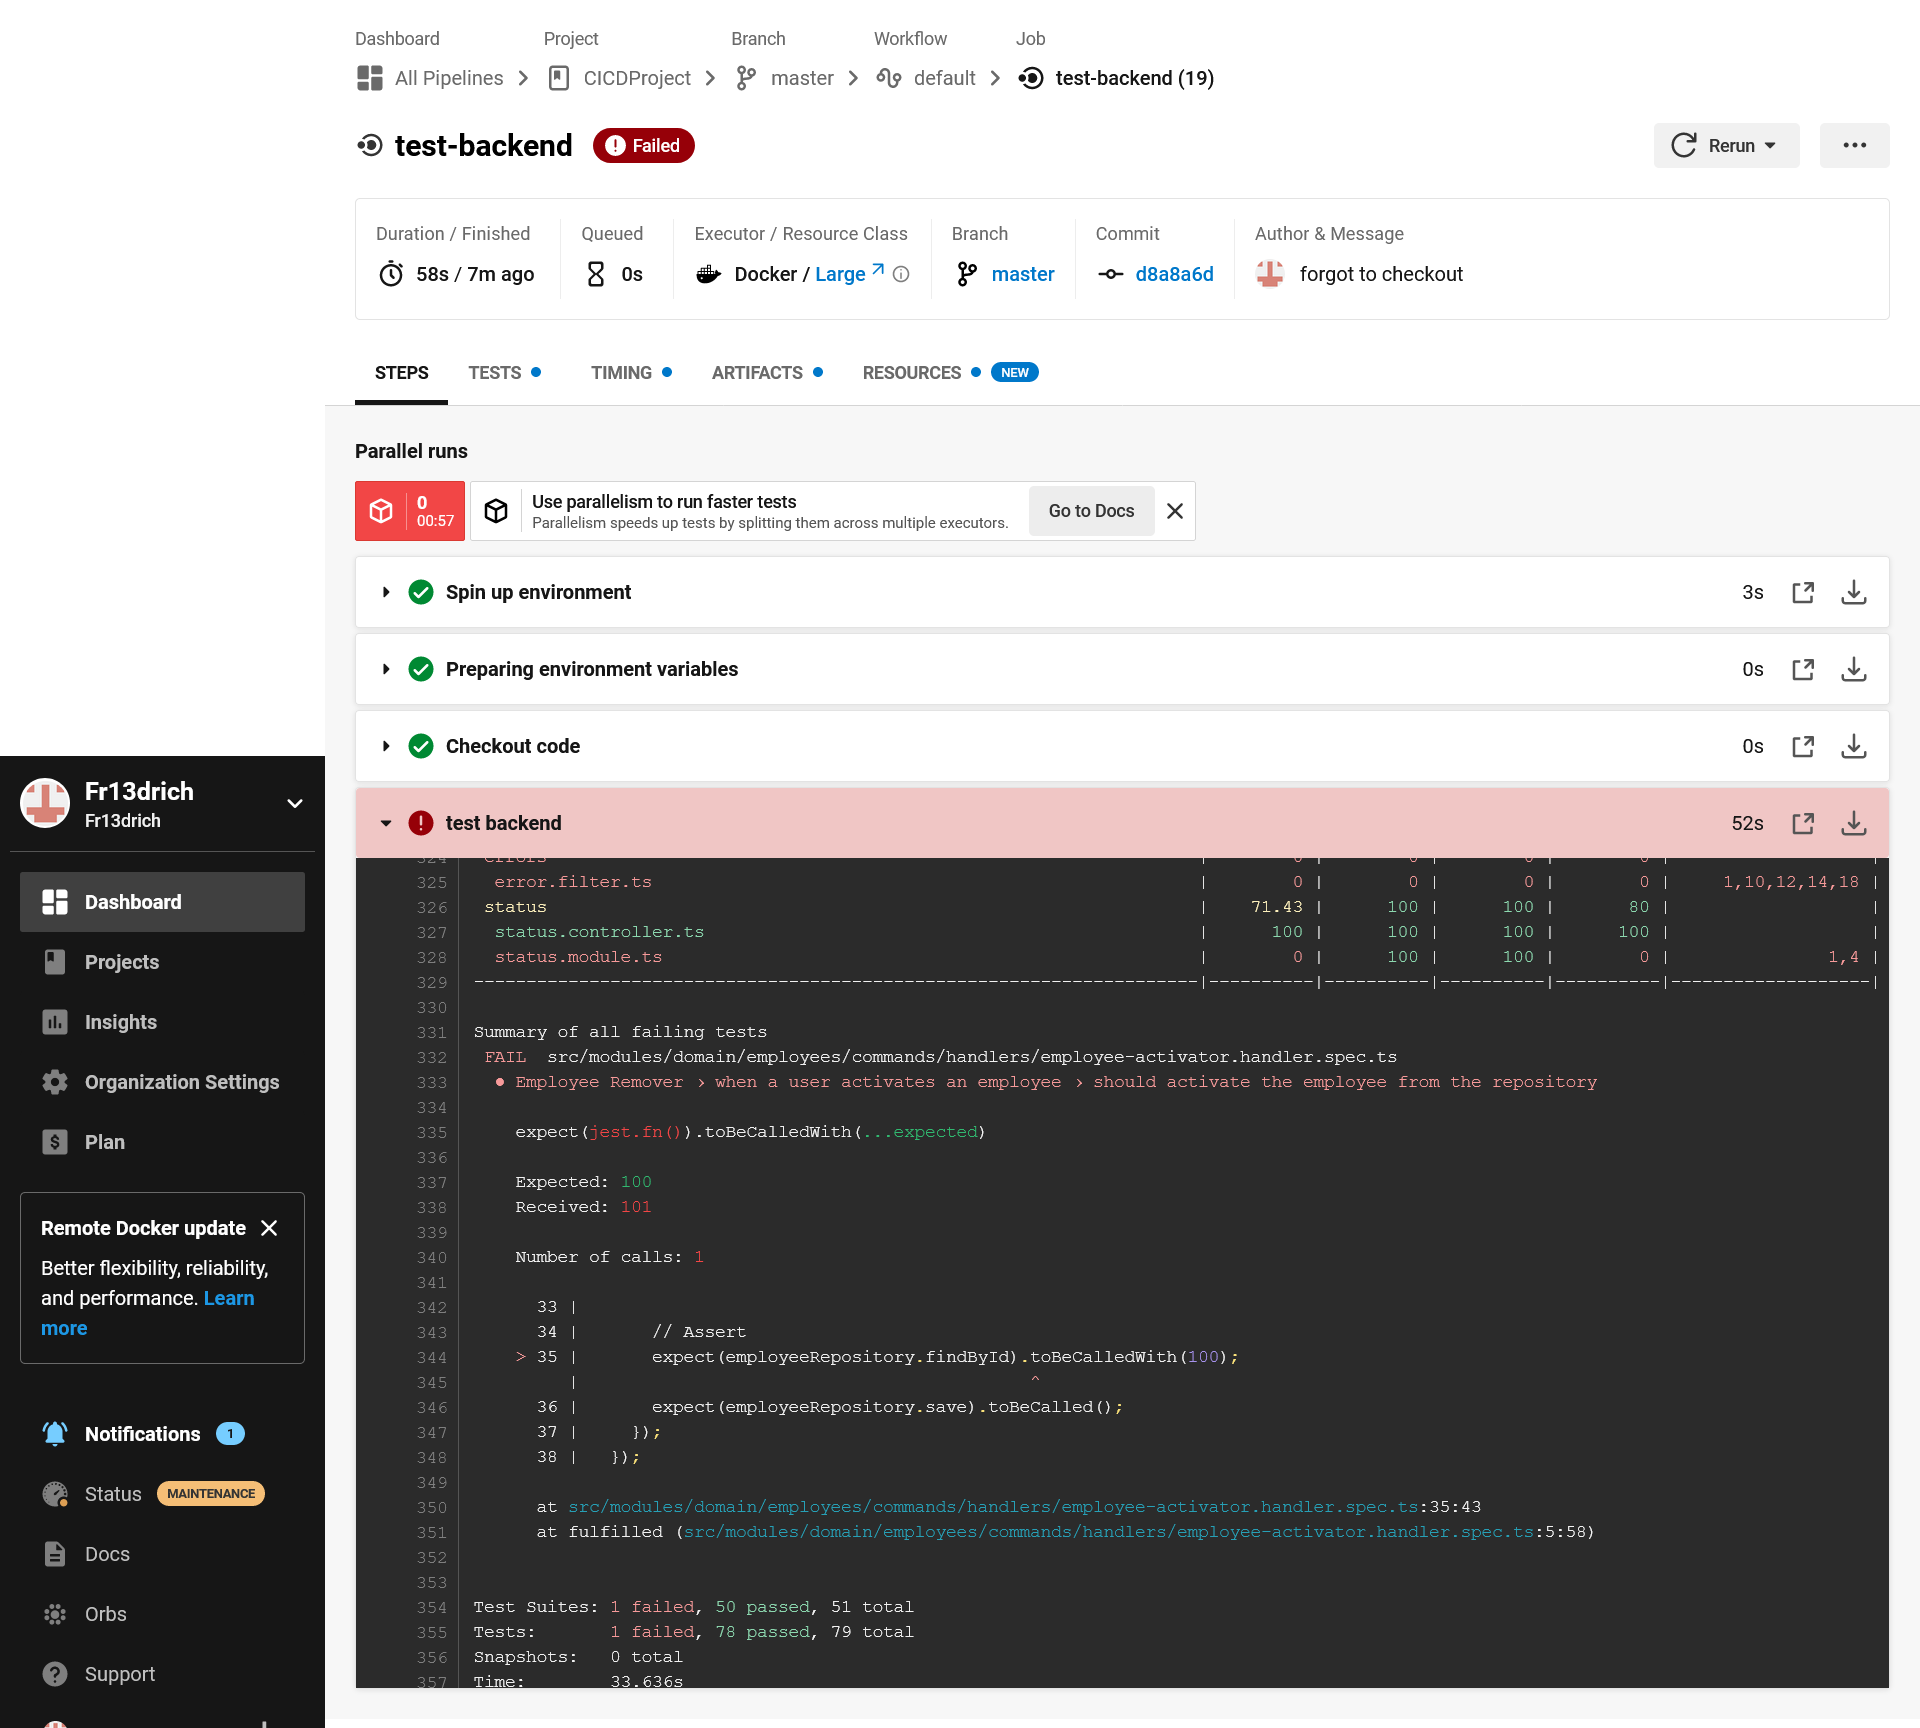 Dashboard Project Branch Workflow Job
All Pipelines CICDProject master default test-backend (19)
test-backend Failed Rerun
Duration / Finished Queued Executor / Resource Class Branch Commit Author & Message
58s / 7m ago 0s Docker / Large master d8a8a6d forgot to checkout
STEPS TESTS TIMING ARTIFACTS RESOURCES NEW
Parallel runs
0
00:57
Use parallelism to run faster tests
Parallelism speeds up tests by splitting them across multiple executors.
Go to Docs
Spin up environment 3s
Preparing environment variables 0s
Checkout code 0s
test backend 52s
324 errors | 0 | 0 | 0 | 0 | |
325 error.filter.ts | 0 | 0 | 0 | 0 | 1,10,12,14,18 |
326 status | 71.43 | 100 | 100 | 80 | |
327 status.controller.ts | 100 | 100 | 100 | 100 | |
328 status.module.ts | 0 | 100 | 100 | 0 | 1,4 |
329 ---------------------------------------------------------------------|----------|----------|----------|----------|-------------------|
330
331 Summary of all failing tests
332 FAIL src/modules/domain/employees/commands/handlers/employee-activator.handler.spec.ts
333 ● Employee Remover › when a user activates an employee › should activate the employee from the repository
334
335 expect(jest.fn()).toBeCalledWith(...expected)
336
337 Expected: 100
338 Received: 101
339
340 Number of calls: 1
341
342 33 |
343 34 | // Assert
344 > 35 | expect(employeeRepository.findById).toBeCalledWith(100);
345 | ^
346 36 | expect(employeeRepository.save).toBeCalled();
347 37 | });
348 38 | });
349
350 at src/modules/domain/employees/commands/handlers/employee-activator.handler.spec.ts:35:43
351 at fulfilled (src/modules/domain/employees/commands/handlers/employee-activator.handler.spec.ts:5:58)
352
353
354 Test Suites: 1 failed, 50 passed, 51 total
355 Tests: 1 failed, 78 passed, 79 total
356 Snapshots: 0 total
357 Time: 33.636s
Fr13drich
Fr13drich
Dashboard
Projects
Insights
Organization Settings
Plan
Remote Docker update
Better flexibility, reliability,
and performance. Learn
more
Notifications 1
Status MAINTENANCE
Docs
Orbs
Support